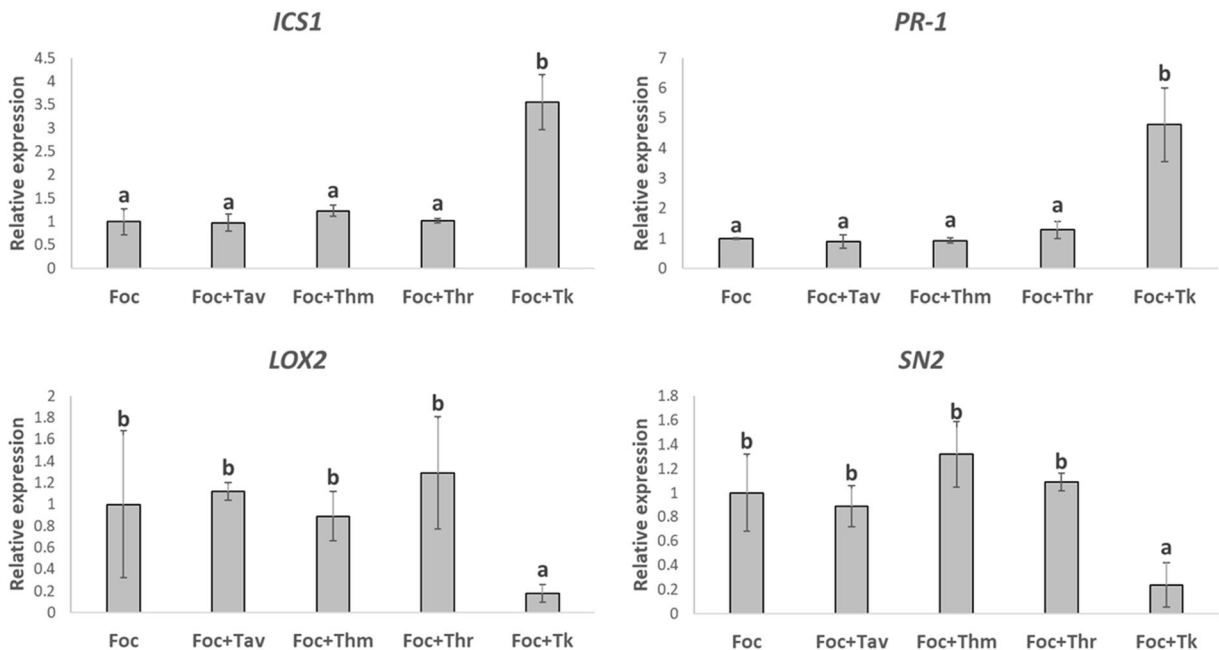 ICS1
Relative expression
4.5
4
3.5
3
2.5
2
1.5
1
0.5
0
a
a
a
a
b
Foc Foc+Tav Foc+Thm Foc+Thr Foc+Tk
PR-1
Relative expression
7
6
5
4
3
2
1
0
a
a
a
a
b
Foc Foc+Tav Foc+Thm Foc+Thr Foc+Tk
LOX2
Relative expression
2
1.8
1.6
1.4
1.2
1
0.8
0.6
0.4
0.2
0
b
b
b
b
a
Foc Foc+Tav Foc+Thm Foc+Thr Foc+Tk
SN2
Relative expression
1.8
1.6
1.4
1.2
1
0.8
0.6
0.4
0.2
0
b
b
b
b
a
Foc Foc+Tav Foc+Thm Foc+Thr Foc+Tk